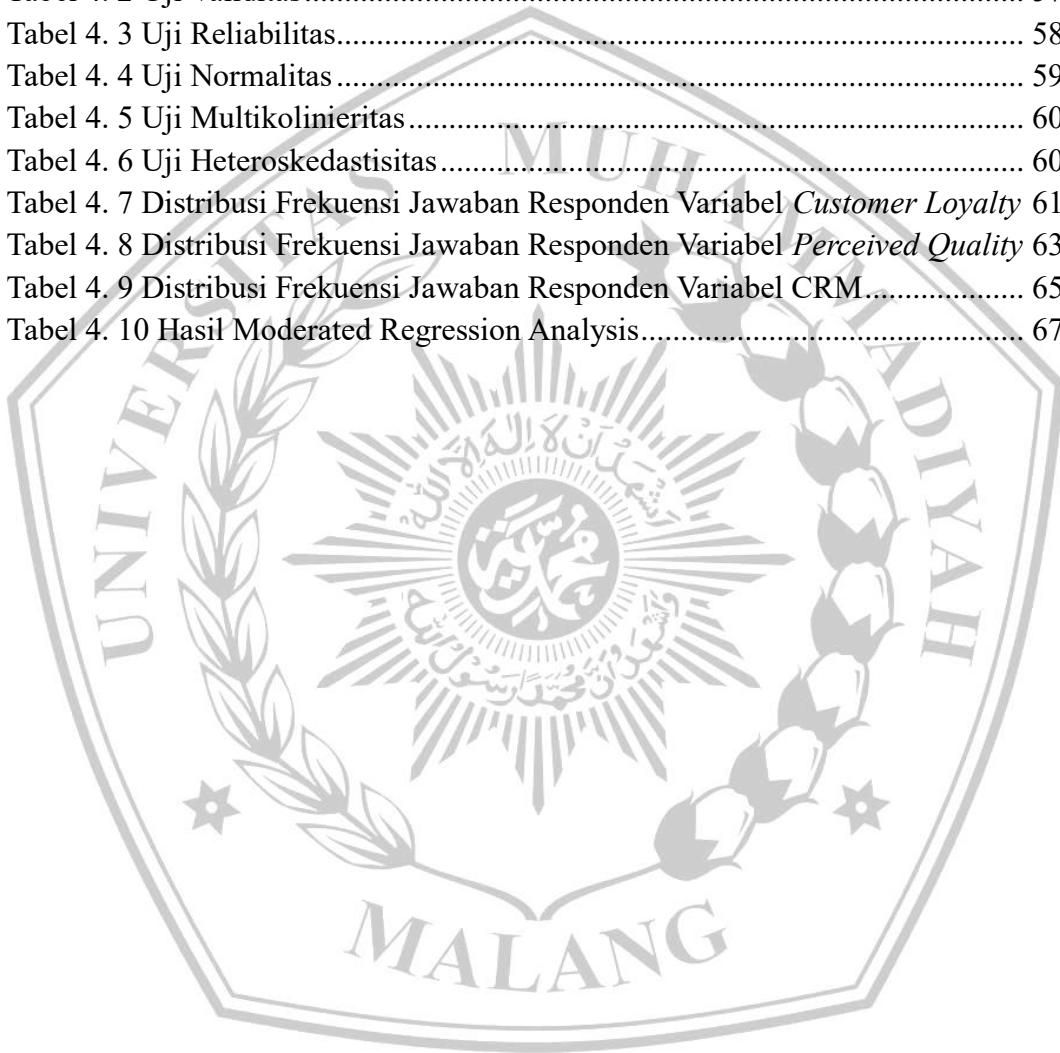 Tabel 4. 3 Uji Reliabilitas.................................................................................... 58
Tabel 4. 4 Uji Normalitas..................................................................................... 59
Tabel 4. 5 Uji Multikolinieritas............................................................................ 60
Tabel 4. 6 Uji Heteroskedastisitas........................................................................ 60
Tabel 4. 7 Distribusi Frekuensi Jawaban Responden Variabel Customer Loyalty 61
Tabel 4. 8 Distribusi Frekuensi Jawaban Responden Variabel Perceived Quality 63
Tabel 4. 9 Distribusi Frekuensi Jawaban Responden Variabel CRM................... 65
Tabel 4. 10 Hasil Moderated Regression Analysis............................................... 67
UNIVERSITAS MUHAMMADIYAH
MALANG